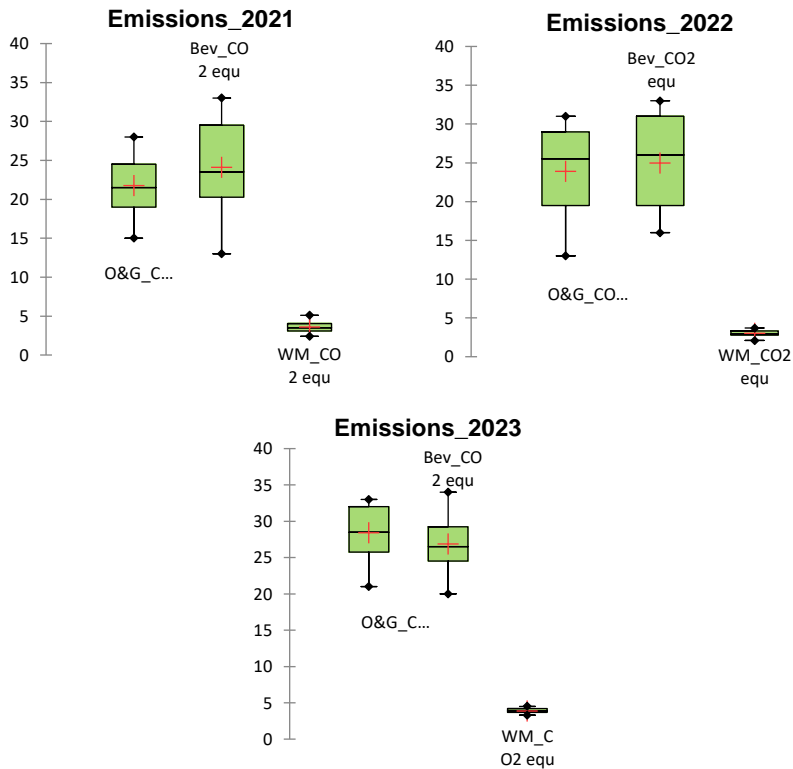 Emissions_2021
40
35
30
25
20
15
10
5
0
Bev_CO
2 equ
O&G_C...
WM_CO
2 equ
Emissions_2022
40
35
30
25
20
15
10
5
0
Bev_CO2
equ
O&G_CO...
WM_CO2
equ
Emissions_2023
40
35
30
25
20
15
10
5
0
Bev_CO
2 equ
O&G_C...
WM_C
O2 equ